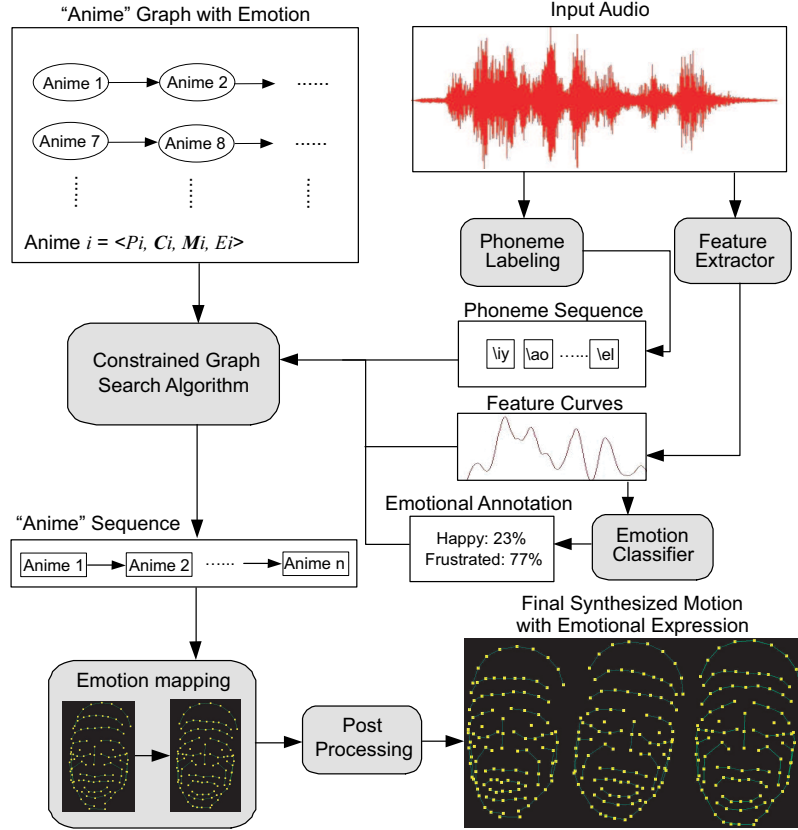 “Anime” Graph with Emotion
Anime 1
Anime 2
......
Anime 7
Anime 8
......
Anime i = <Pi, Ci, Mi, Ei>
Input Audio
Phoneme
Labeling
Feature
Extractor
Phoneme Sequence
\iy
\ao
......
\el
Constrained Graph
Search Algorithm
Feature Curves
Emotional Annotation
Happy: 23%
Frustrated: 77%
Emotion
Classifier
“Anime” Sequence
Anime 1
Anime 2
......
Anime n
Emotion mapping
Post
Processing
Final Synthesized Motion
with Emotional Expression